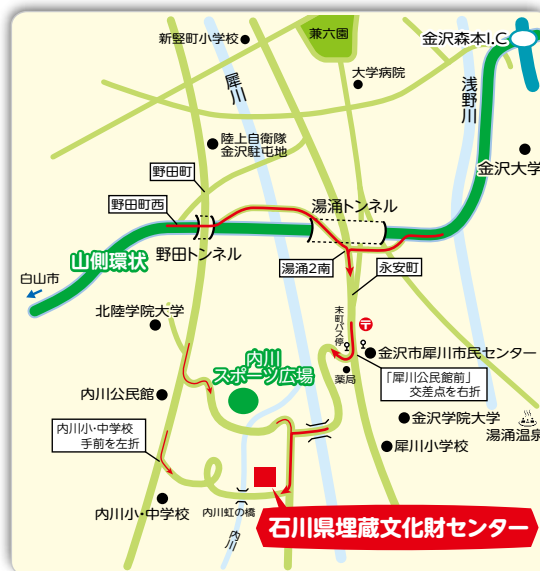 新竪町小学校
兼六園
金沢森本I.C
大学病院
犀川
浅野川
陸上自衛隊
金沢駐屯地
金沢大学
野田町
野田町西
湯涌トンネル
野田トンネル
山側環状
湯涌2南
永安町
白山市
北陸学院大学
末町バス停
〒
金沢市犀川市民センター
内川
スポーツ広場
薬局
「犀川公民館前」
交差点を右折
内川公民館
金沢学院大学
湯涌温泉
内川小・中学校
手前を左折
犀川小学校
内川小・中学校
内川虹の橋
内川
石川県埋蔵文化財センター